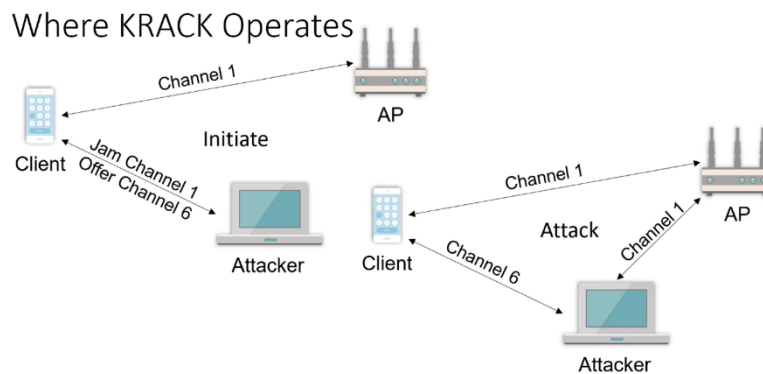 Where KRACK Operates
Channel 1
AP
Client
Initiate
Jam Channel 1
Offer Channel 6
Attacker
Channel 1
AP
Client
Attack
Channel 1
Channel 6
Attacker